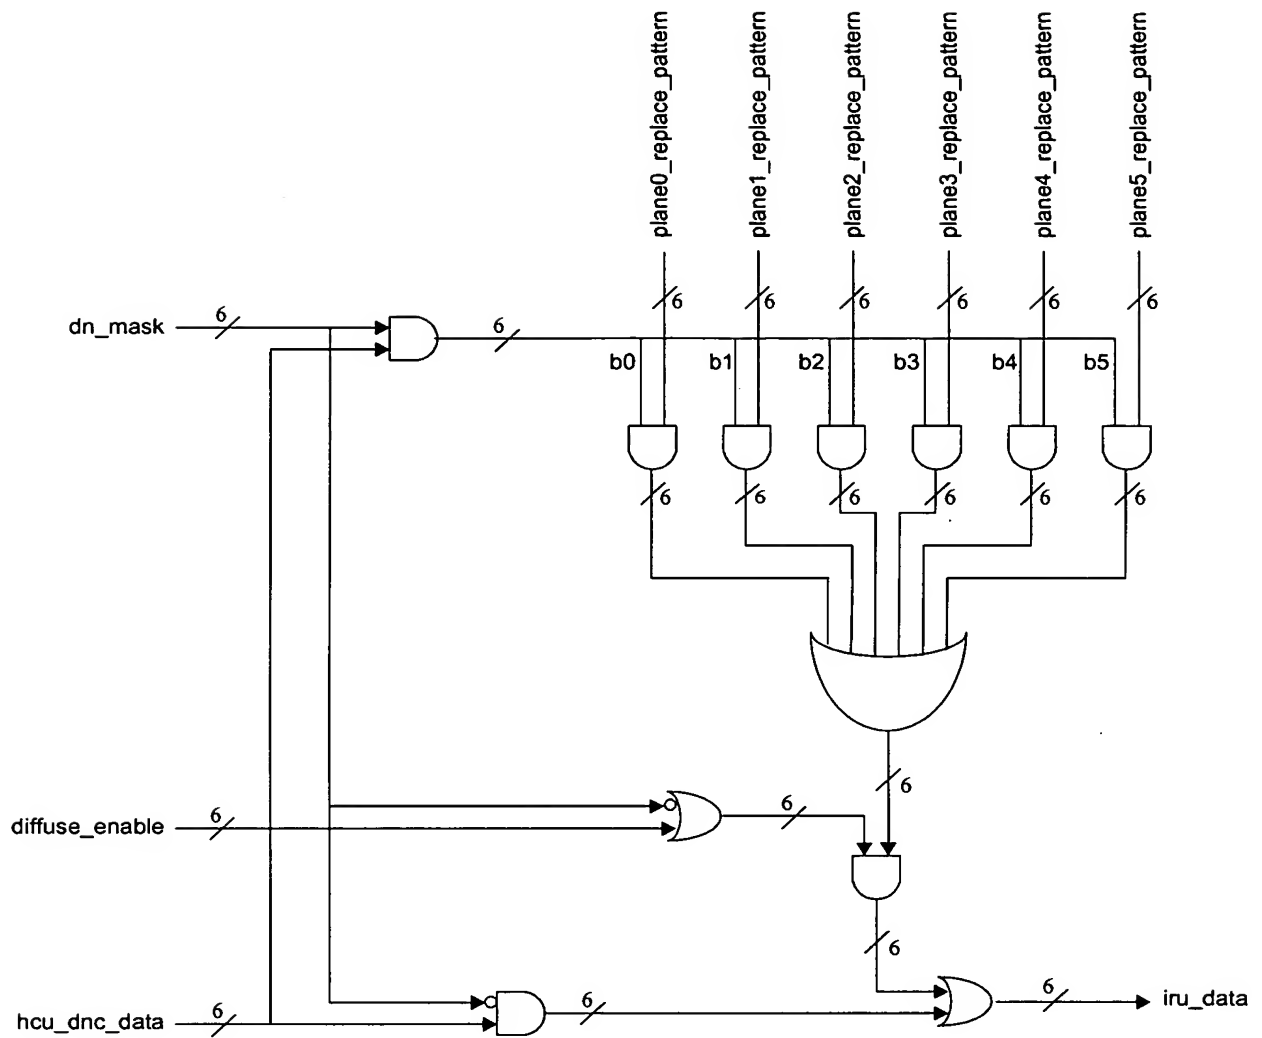 plane0_replace_pattern
plane1_replace_pattern
plane2_replace_pattern
plane3_replace_pattern
plane4_replace_pattern
plane5_replace_pattern
6
6
6
6
6
6
dn_mask
6
6
b0
b1
b2
b3
b4
b5
6
6
6
6
6
6
6
diffuse_enable
6
6
6
hcu_dnc_data
6
6
6
iru_data